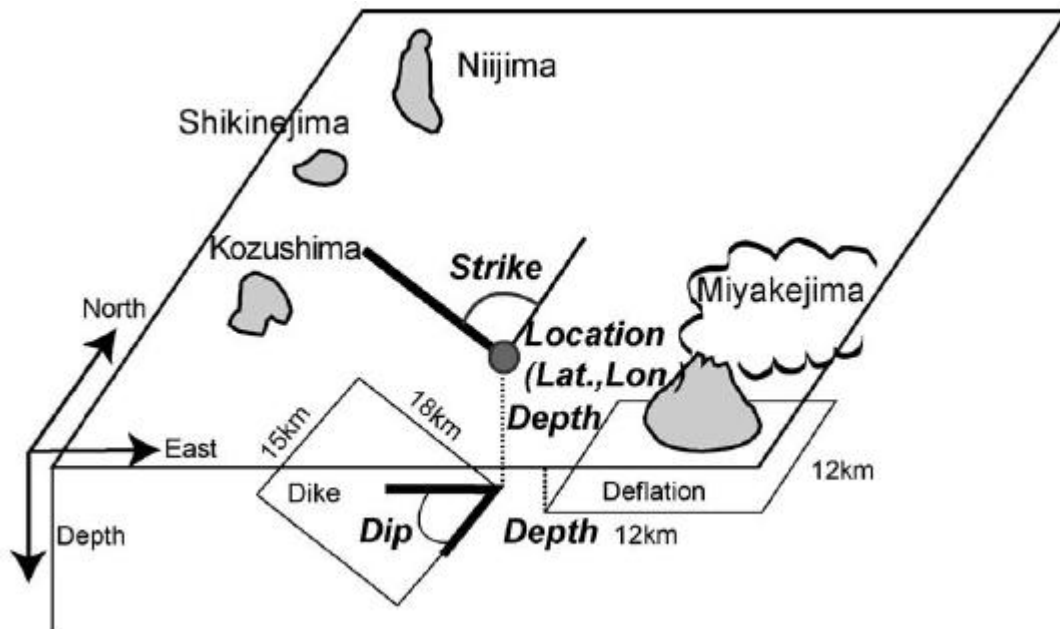 Niijima
Shikinejima
Kozushima
Strike
Miyakejima
North
Location
(Lat.,Lon.)
Depth
18km
15km
East
12km
Dike
Deflation
Dip
Depth
12km
Depth